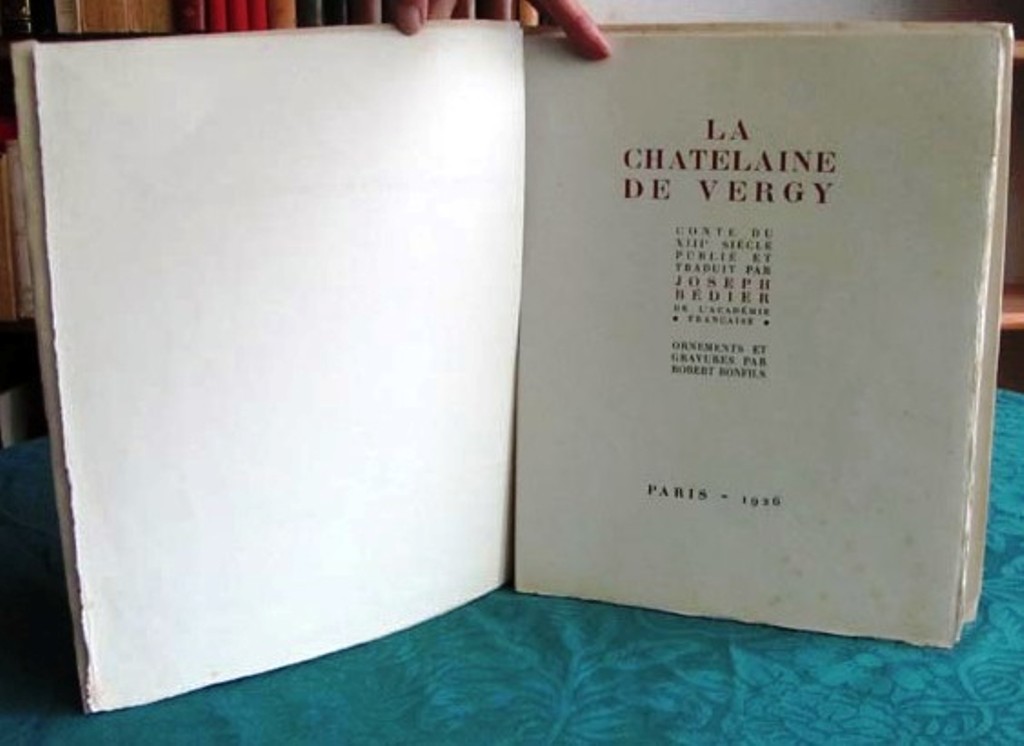 LA
CHATELAINE
DE VERGY
CONTE DU
XIIIᵉ SIÈCLE
PUBLIÉ ET
TRADUIT PAR
JOSEPH
BÉDIER
DE L'ACADÉMIE
• FRANÇAISE •
ORNEMENTS ET
GRAVURES PAR
ROBERT BONFILS
PARIS - 1926